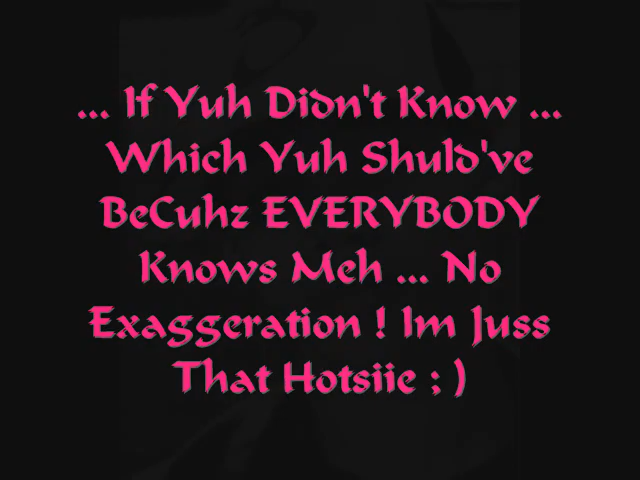 ... If Yuh Didn't Know ...
Which Yuh Shuld've
BeCuhz EVERYBODY
Knows Meh ... No
Exaggeration ! Im Juss
That Hotsiie ; )